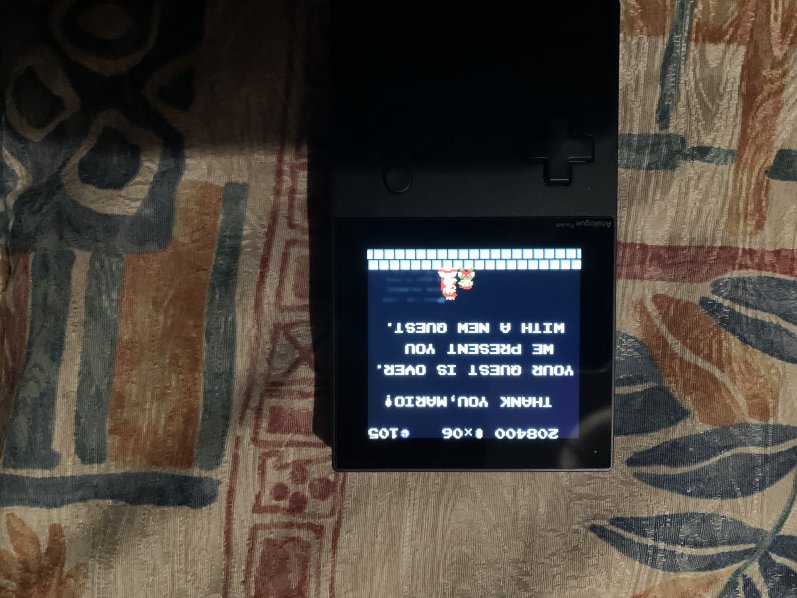 208400 ×06 105
THANK YOU,MARIO!
YOUR QUEST IS OVER.
WE PRESENT YOU
WITH A NEW QUEST.
Analogue Pocket